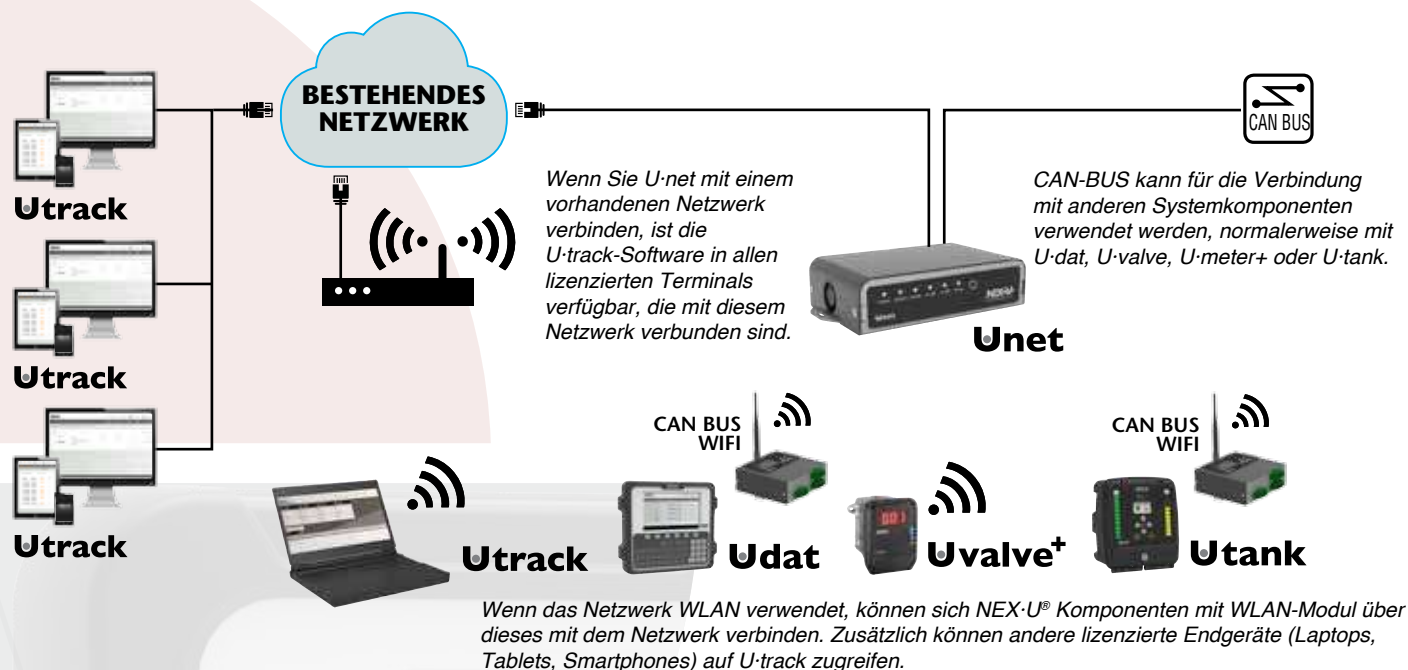 BESTEHENDES
NETZWERK
CAN BUS
Wenn Sie U·net mit einem
vorhandenen Netzwerk
verbinden, ist die
U·track-Software in allen
lizenzierten Terminals
verfügbar, die mit diesem
Netzwerk verbunden sind.
CAN-BUS kann für die Verbindung
mit anderen Systemkomponenten
verwendet werden, normalerweise mit
U·dat, U·valve, U·meter+ oder U·tank.
Utrack
Unet
Utrack
CAN BUS
WIFI
CAN BUS
WIFI
Utrack
Utrack
Udat
Uvalve+
Utank
Wenn das Netzwerk WLAN verwendet, können sich NEX·U® Komponenten mit WLAN-Modul über
dieses mit dem Netzwerk verbinden. Zusätzlich können andere lizenzierte Endgeräte (Laptops,
Tablets, Smartphones) auf U·track zugreifen.